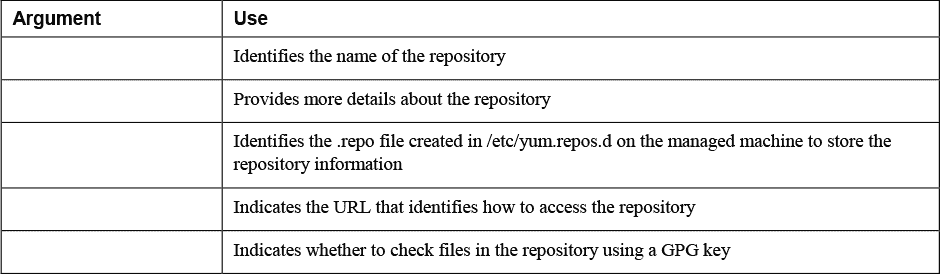 Argument Use
Identifies the name of the repository
Provides more details about the repository
Identifies the .repo file created in /etc/yum.repos.d on the managed machine to store the
repository information
Indicates the URL that identifies how to access the repository
Indicates whether to check files in the repository using a GPG key